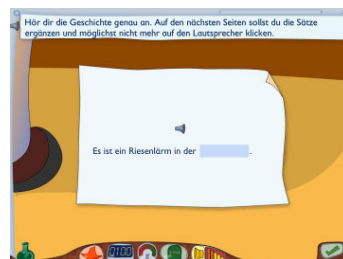 Hör dir die Geschichte genau an. Auf den nächsten Seiten sollst du die Sätze
ergänzen und möglichst nicht mehr auf den Lautsprecher klicken.
Es ist ein Riesenlärm in der .
0100